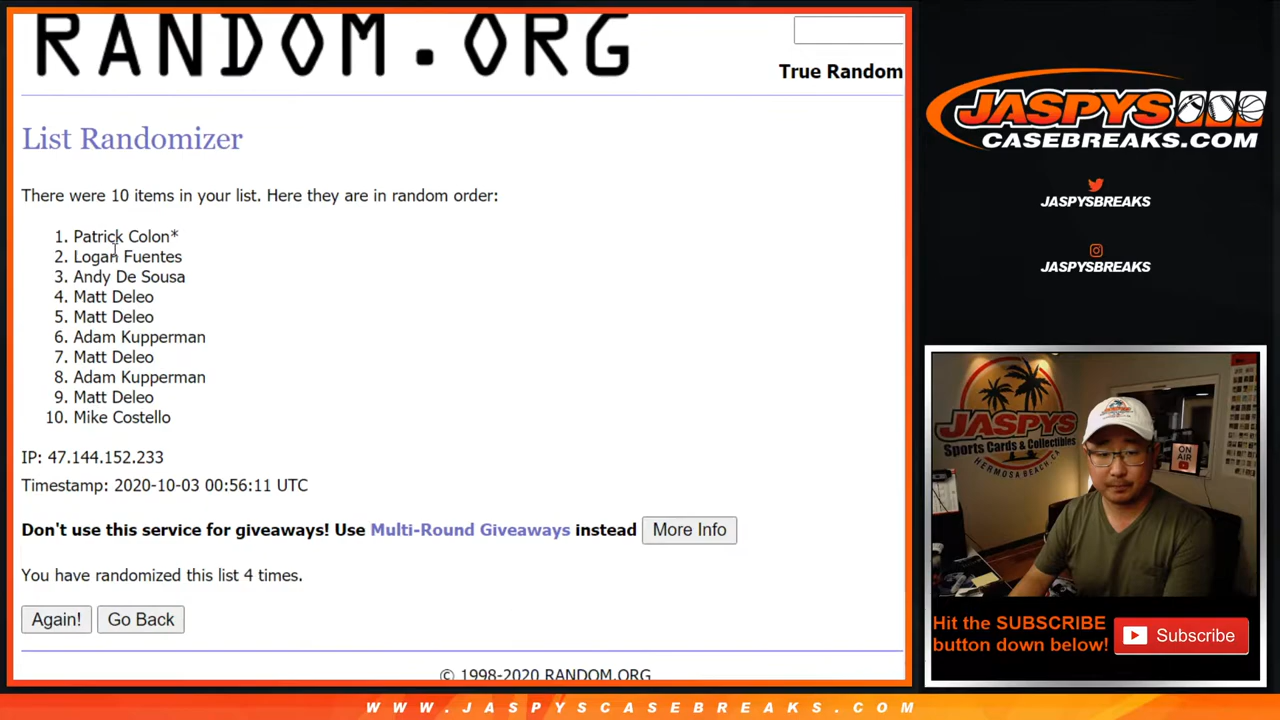 RANDOM.ORG
True Random
List Randomizer
There were 10 items in your list. Here they are in random order:
1. Patrick Colon*
2. Logan Fuentes
3. Andy De Sousa
4. Matt Deleo
5. Matt Deleo
6. Adam Kupperman
7. Matt Deleo
8. Adam Kupperman
9. Matt Deleo
10. Mike Costello
IP: 47.144.152.233
Timestamp: 2020-10-03 00:56:11 UTC
Don't use this service for giveaways! Use Multi-Round Giveaways instead More Info
You have randomized this list 4 times.
Again! Go Back
© 1998-2020 RANDOM.ORG
JASPYS
CASEBREAKS.COM
JASPYSBREAKS
JASPYSBREAKS
JASPYS
Sports Cards & Collectibles
HERMOSA BEACH, CA
ON
AIR
Hit the SUBSCRIBE
button down below!
Subscribe
WWW.JASPYSCASEBREAKS.COM